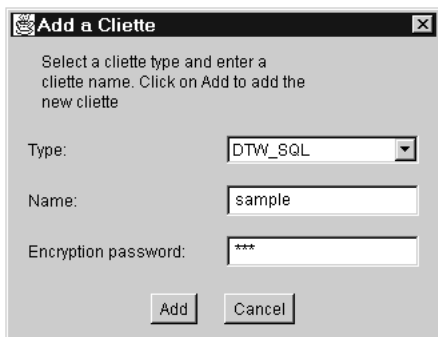 Add a Cliette
Select a cliette type and enter a
cliette name. Click on Add to add the
new cliette
Type: DTW_SQL
Name: sample
Encryption password: ***
Add Cancel